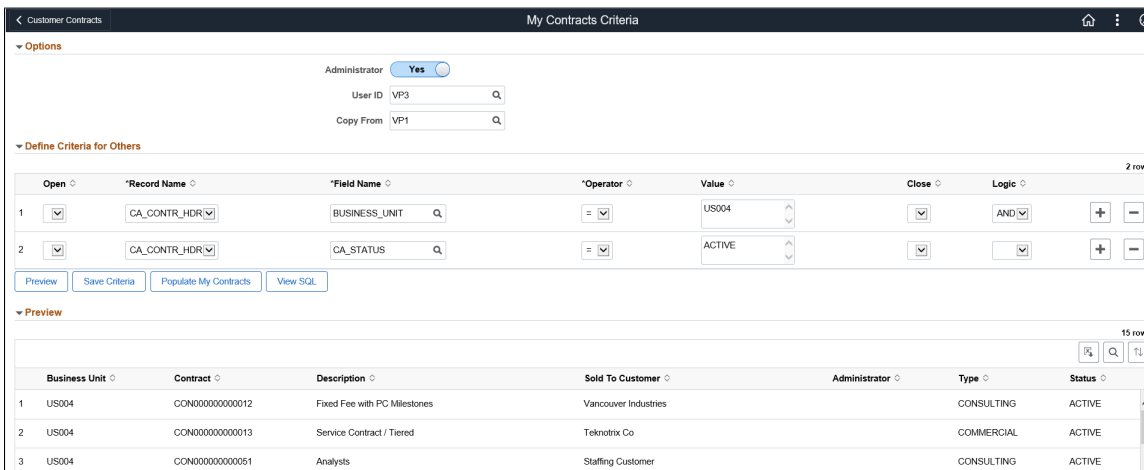 Customer Contracts My Contracts Criteria
Options
Administrator Yes
User ID VP3
Copy From VP1
Define Criteria for Others
2 row
Open *Record Name *Field Name *Operator Value Close Logic
1 CA_CONTR_HDR BUSINESS_UNIT = US004 AND
2 CA_CONTR_HDR CA_STATUS = ACTIVE
Preview Save Criteria Populate My Contracts View SQL
Preview
15 row
Business Unit Contract Description Sold To Customer Administrator Type Status
1 US004 CON000000000012 Fixed Fee with PC Milestones Vancouver Industries CONSULTING ACTIVE
2 US004 CON000000000013 Service Contract / Tiered Teknotrix Co COMMERCIAL ACTIVE
3 US004 CON000000000051 Analysts Staffing Customer CONSULTING ACTIVE